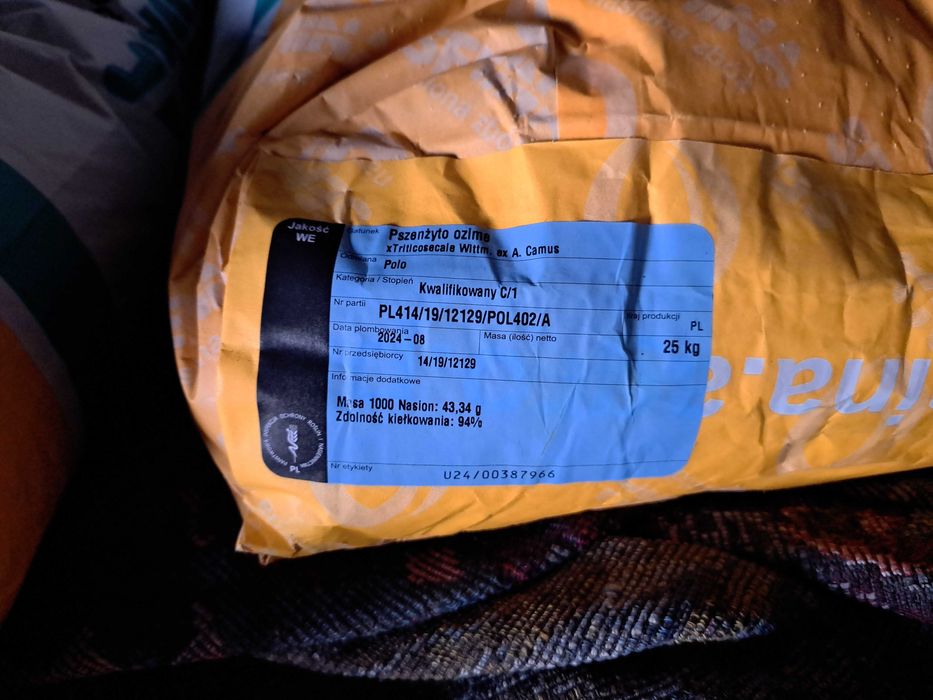 Jakość
WE
Gatunek Pszenżyto ozime
xTriticosecale Wittm. ex A. Camus
Odmiana Polo
Kategoria / Stopień Kwalifikowany C/1
Nr partii PL414/19/12129/POL402/A
Kraj produkcji PL
Data plombowania 2024-08
Masa (ilość) netto 25 kg
Nr przedsiębiorcy 14/19/12129
Informacje dodatkowe
Masa 1000 Nasion: 43,34 g
Zdolność kiełkowania: 94%
PL
Nr etykiety U24/00387966
ina.